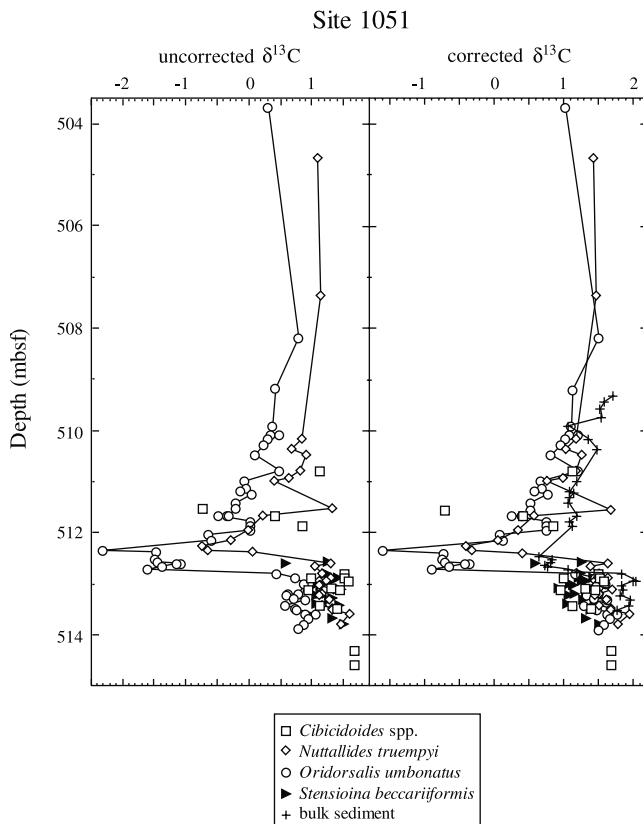 Site 1051
uncorrected δ¹³C
corrected δ¹³C
-2 -1 0 1
-1 0 1 2
504
506
508
510
512
514
Depth (mbsf)
Cibicidoides spp.
Nuttallides truempyi
Oridorsalis umbonatus
Stensioina beccariiformis
bulk sediment